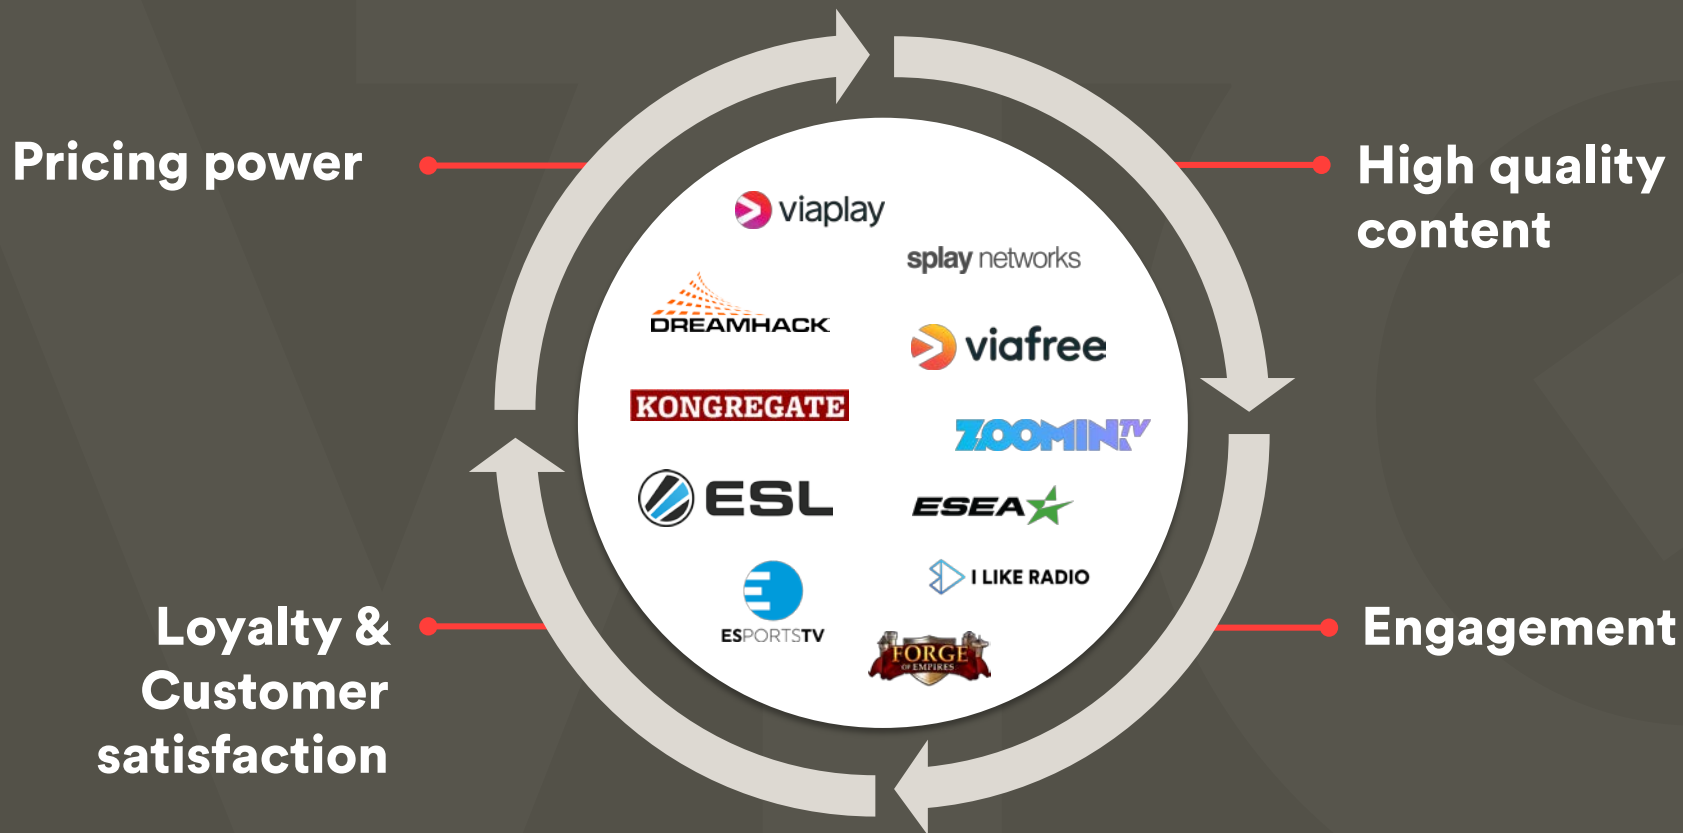 Pricing power
High quality
content
viaplay
splay networks
DREAMHACK
viafree
KONGREGATE
ZOOMIN.TV
ESL
ESEA
I LIKE RADIO
ESPORTSTV
FORGE
OF EMPIRES
Loyalty &
Customer
satisfaction
Engagement